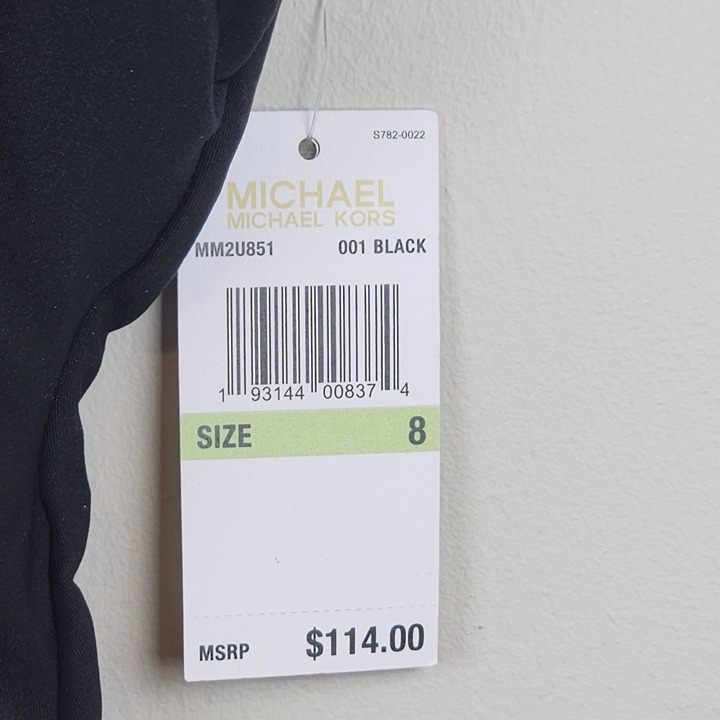 S782-0022
MICHAEL
MICHAEL KORS
MM2U851 001 BLACK
1 93144 00837 4
SIZE 8
MSRP $114.00